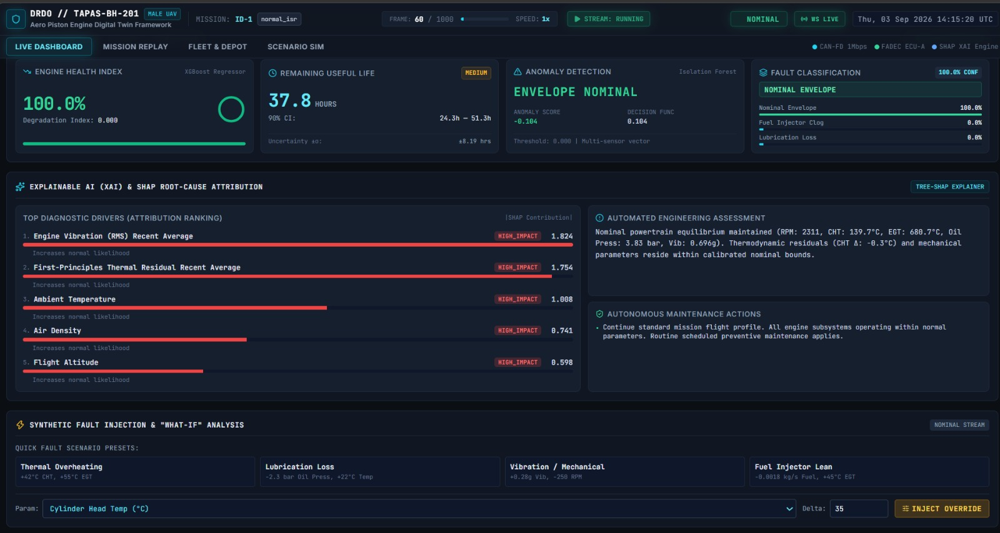 DRDO // TAPAS-BH-201 MALE UAV
Aero Piston Engine Digital Twin Framework
MISSION: ID-1 normal_isr
FRAME: 60 / 1000 SPEED: 1x
STREAM: RUNNING
NOMINAL
WS LIVE
Thu, 03 Sep 2026 14:15:20 UTC
LIVE DASHBOARD MISSION REPLAY FLEET & DEPOT SCENARIO SIM
CAN-FD 1Mbps FADEC ECU-A SHAP XAI Engine
ENGINE HEALTH INDEX XGBoost Regressor
100.0%
Degradation Index: 0.000
REMAINING USEFUL LIFE MEDIUM
37.8 HOURS
90% CI: 24.3h — 51.3h
Uncertainty ±σ: ±8.19 hrs
ANOMALY DETECTION Isolation Forest
ENVELOPE NOMINAL
ANOMALY SCORE DECISION FUNC
-0.104 0.104
Threshold: 0.000 | Multi-sensor vector
FAULT CLASSIFICATION 100.0% CONF
NOMINAL ENVELOPE
Nominal Envelope 100.0%
Fuel Injector Clog 0.0%
Lubrication Loss 0.0%
EXPLAINABLE AI (XAI) & SHAP ROOT-CAUSE ATTRIBUTION TREE-SHAP EXPLAINER
TOP DIAGNOSTIC DRIVERS (ATTRIBUTION RANKING) |SHAP Contribution|
1. Engine Vibration (RMS) Recent Average HIGH_IMPACT 1.824
Increases normal likelihood
2. First-Principles Thermal Residual Recent Average HIGH_IMPACT 1.754
Increases normal likelihood
3. Ambient Temperature HIGH_IMPACT 1.008
Increases normal likelihood
4. Air Density HIGH_IMPACT 0.741
Increases normal likelihood
5. Flight Altitude HIGH_IMPACT 0.598
Increases normal likelihood
AUTOMATED ENGINEERING ASSESSMENT
Nominal powertrain equilibrium maintained (RPM: 2311, CHT: 139.7°C, EGT: 680.7°C, Oil
Press: 3.83 bar, Vib: 0.696g). Thermodynamic residuals (CHT Δ: -0.3°C) and mechanical
parameters reside within calibrated nominal bounds.
AUTONOMOUS MAINTENANCE ACTIONS
• Continue standard mission flight profile. All engine subsystems operating within normal
parameters. Routine scheduled preventive maintenance applies.
SYNTHETIC FAULT INJECTION & "WHAT-IF" ANALYSIS NOMINAL STREAM
QUICK FAULT SCENARIO PRESETS:
Thermal Overheating
+42°C CHT, +55°C EGT
Lubrication Loss
-2.3 bar Oil Press, +22°C Temp
Vibration / Mechanical
+0.28g Vib, -250 RPM
Fuel Injector Lean
-0.0018 kg/s Fuel, +45°C EGT
Param: Cylinder Head Temp (°C) Delta: 35 INJECT OVERRIDE